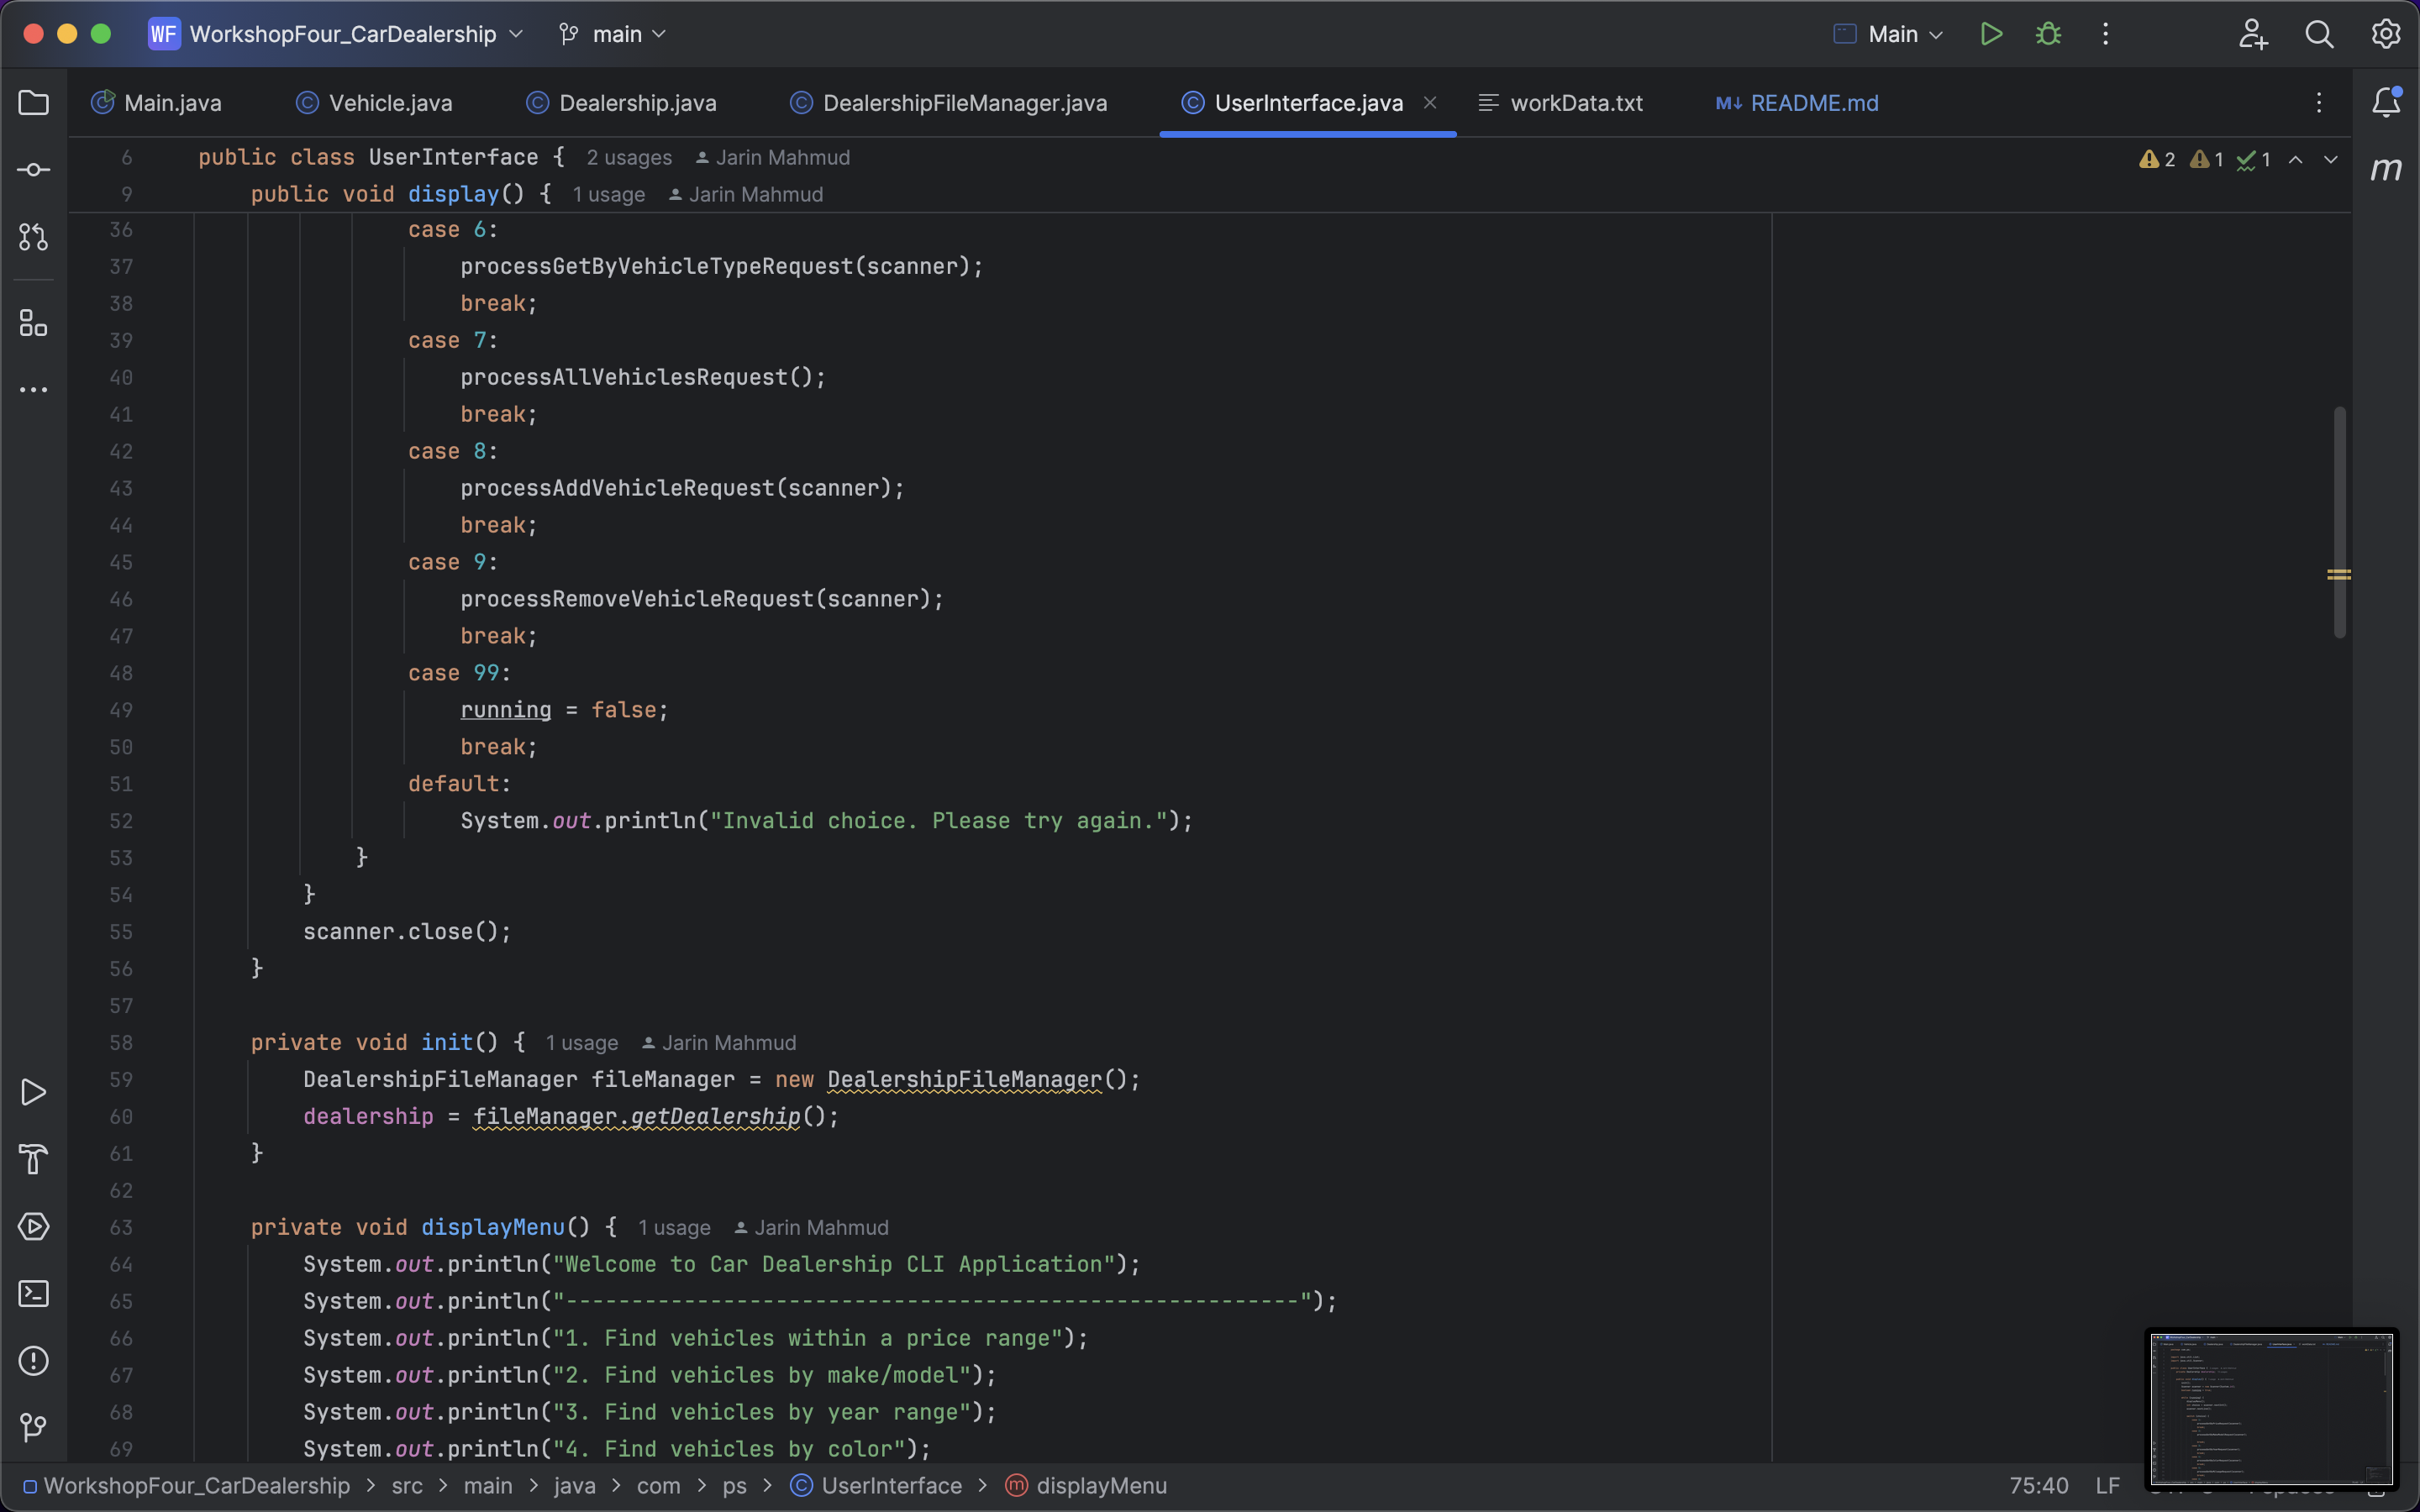 WF WorkshopFour_CarDealership main Main
Main.java Vehicle.java Dealership.java DealershipFileManager.java UserInterface.java workData.txt M↓ README.md
6 public class UserInterface { 2 usages Jarin Mahmud 2 1 1
9 public void display() { 1 usage Jarin Mahmud
36 case 6:
37 processGetByVehicleTypeRequest(scanner);
38 break;
39 case 7:
40 processAllVehiclesRequest();
41 break;
42 case 8:
43 processAddVehicleRequest(scanner);
44 break;
45 case 9:
46 processRemoveVehicleRequest(scanner);
47 break;
48 case 99:
49 running = false;
50 break;
51 default:
52 System.out.println("Invalid choice. Please try again.");
53 }
54 }
55 scanner.close();
56 }
57
58 private void init() { 1 usage Jarin Mahmud
59 DealershipFileManager fileManager = new DealershipFileManager();
60 dealership = fileManager.getDealership();
61 }
62
63 private void displayMenu() { 1 usage Jarin Mahmud
64 System.out.println("Welcome to Car Dealership CLI Application");
65 System.out.println("--------------------------------------------------------");
66 System.out.println("1. Find vehicles within a price range");
67 System.out.println("2. Find vehicles by make/model");
68 System.out.println("3. Find vehicles by year range");
69 System.out.println("4. Find vehicles by color");
WorkshopFour_CarDealership > src > main > java > com > ps > UserInterface > displayMenu 75:40 LF